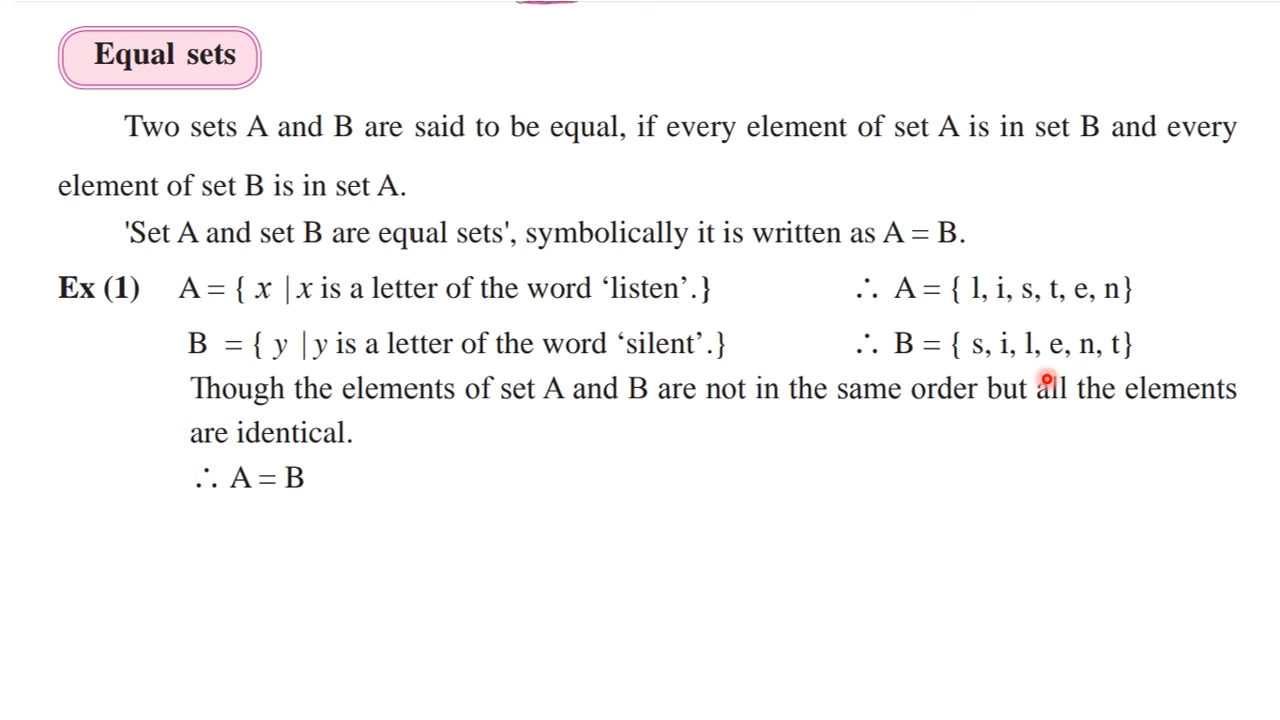 Equal sets
Two sets A and B are said to be equal, if every element of set A is in set B and every
element of set B is in set A.
'Set A and set B are equal sets', symbolically it is written as A = B.
Ex (1) A = { x | x is a letter of the word ‘listen’.} ∴ A = { l, i, s, t, e, n}
B = { y | y is a letter of the word ‘silent’.} ∴ B = { s, i, l, e, n, t}
Though the elements of set A and B are not in the same order but all the elements
are identical.
∴ A = B